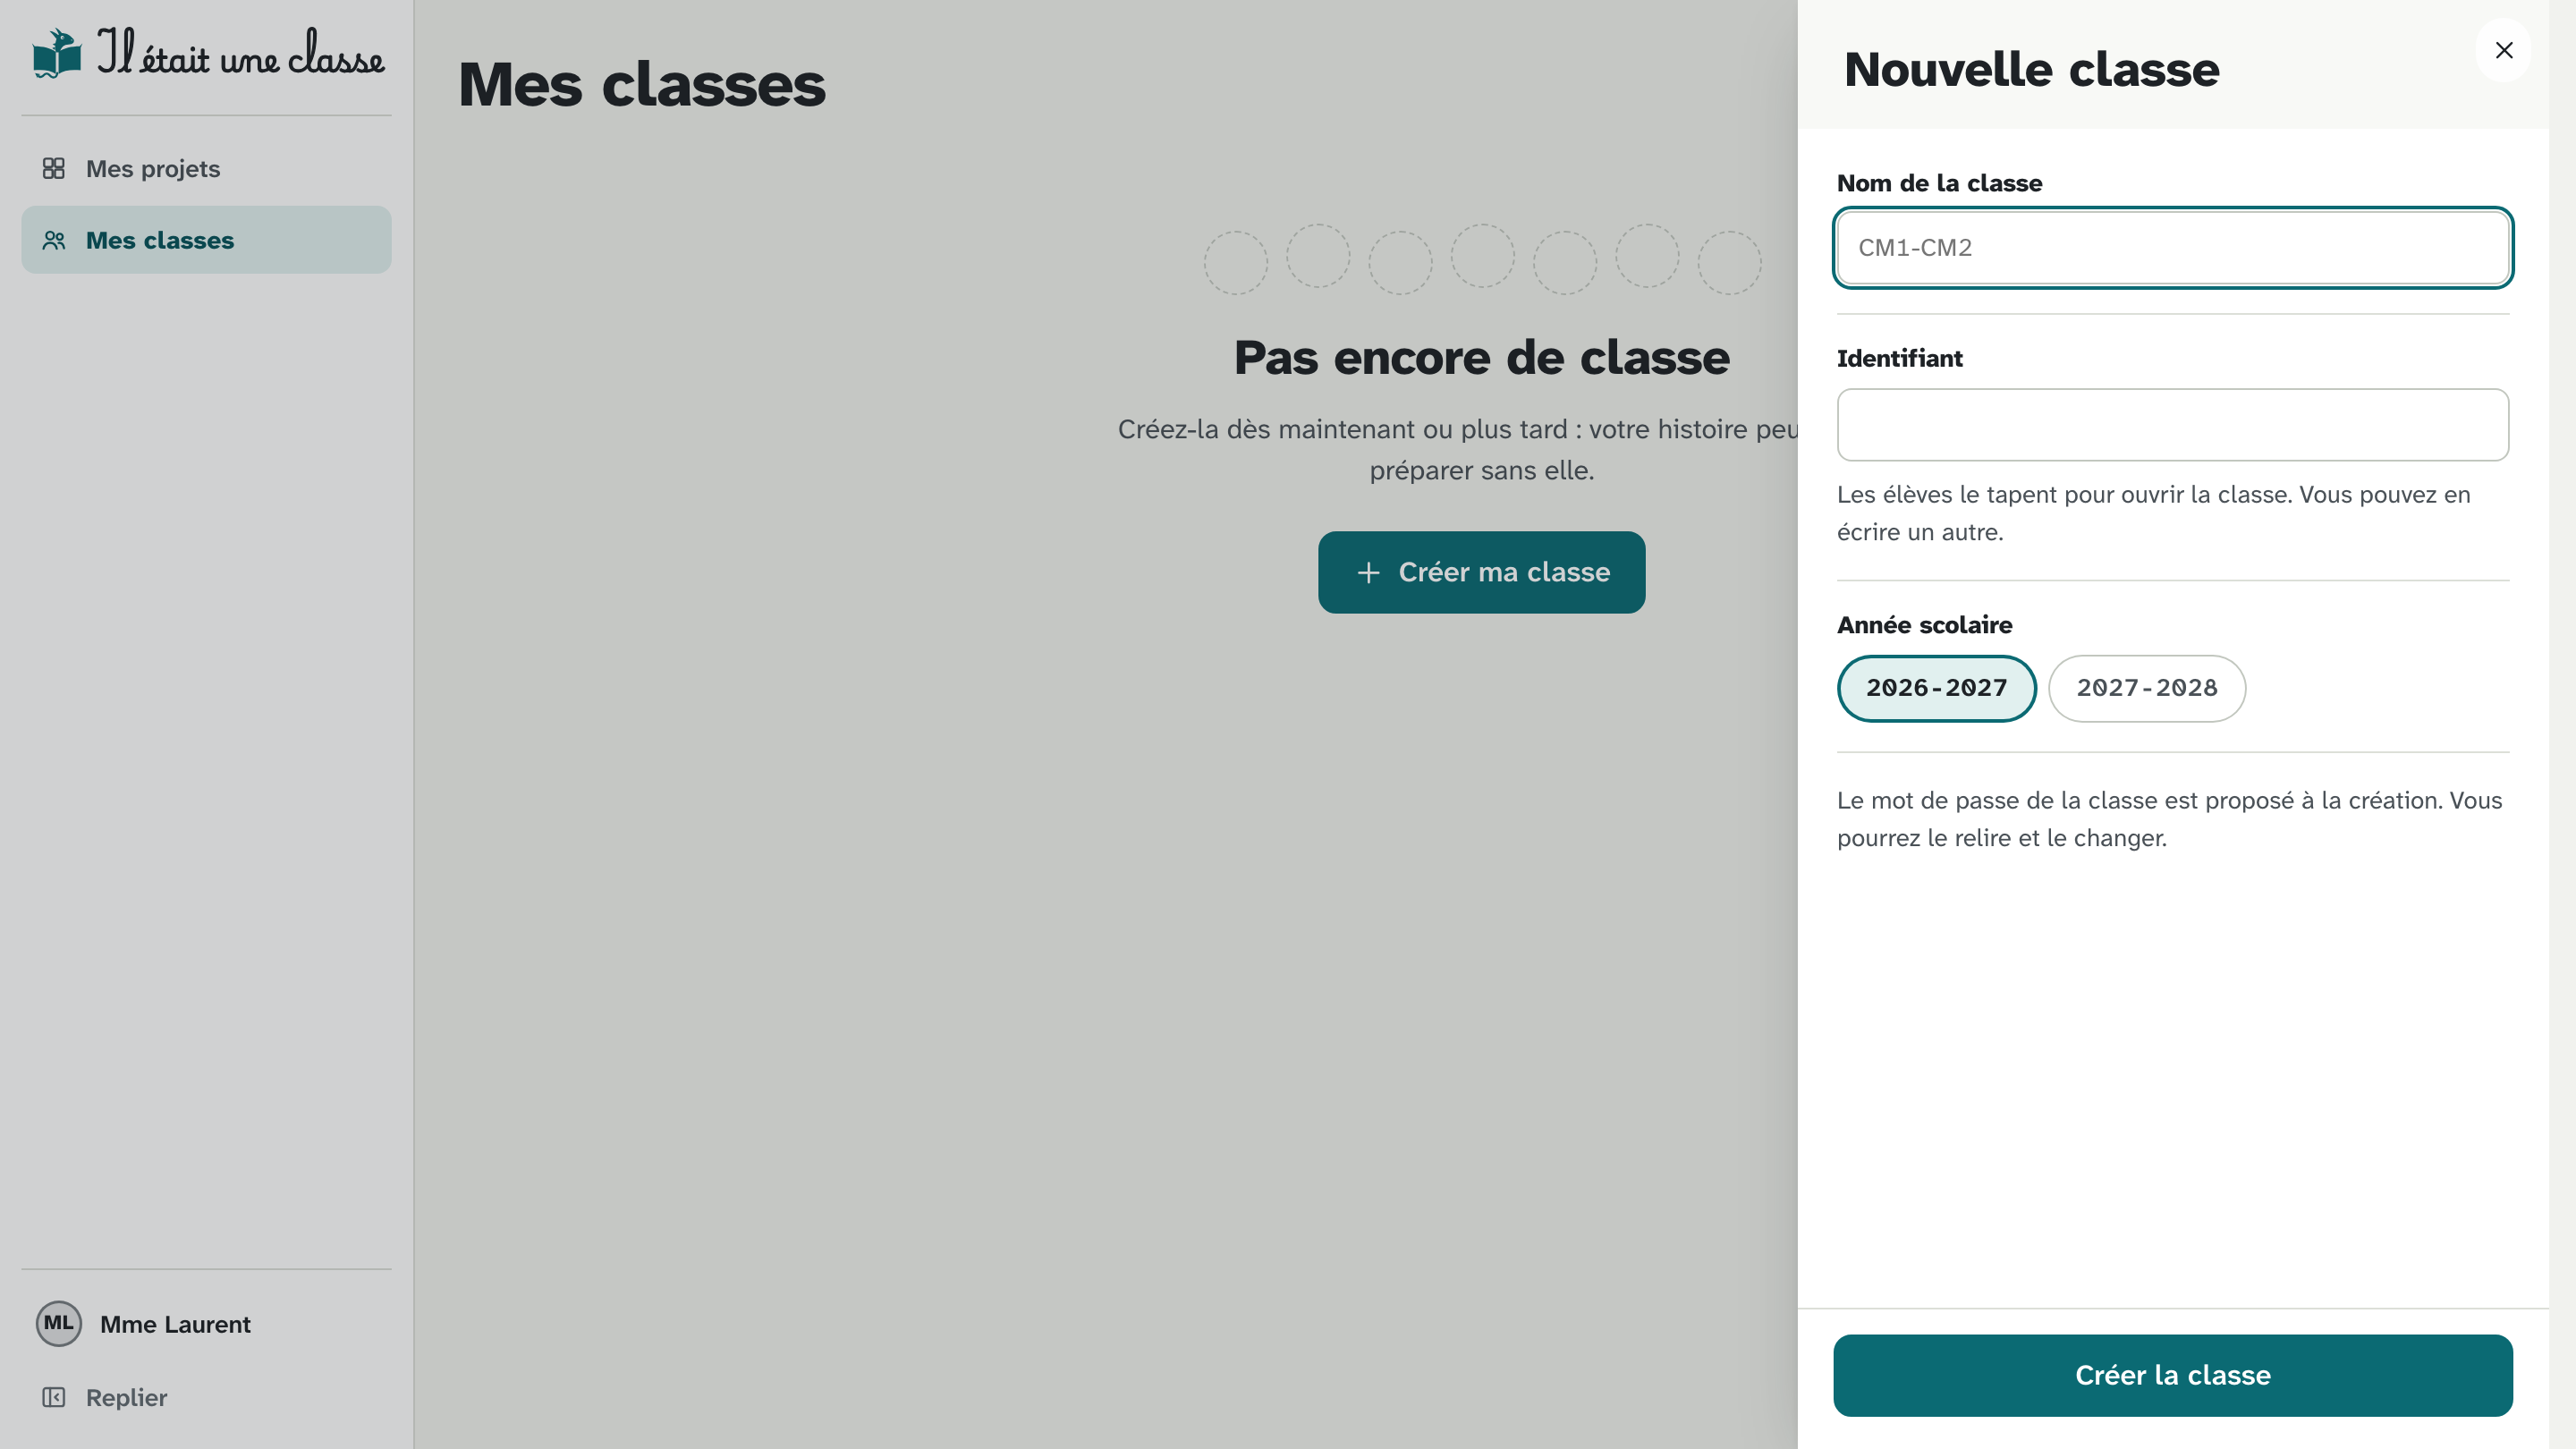 Il était une classe
Mes projets
Mes classes
ML
Mme Laurent
Replier
Mes classes
Pas encore de classe
Créez-la dès maintenant ou plus tard : votre histoire
préparer sans elle.
Créer ma classe
Nouvelle classe
Nom de la classe
CM1-CM2
Identifiant
Les élèves le tapent pour ouvrir la classe. Vous pouvez en
écrire un autre.
Année scolaire
2026-2027
2027-2028
Le mot de passe de la classe est proposé à la création. Vous
pourrez le relire et le changer.
Créer la classe